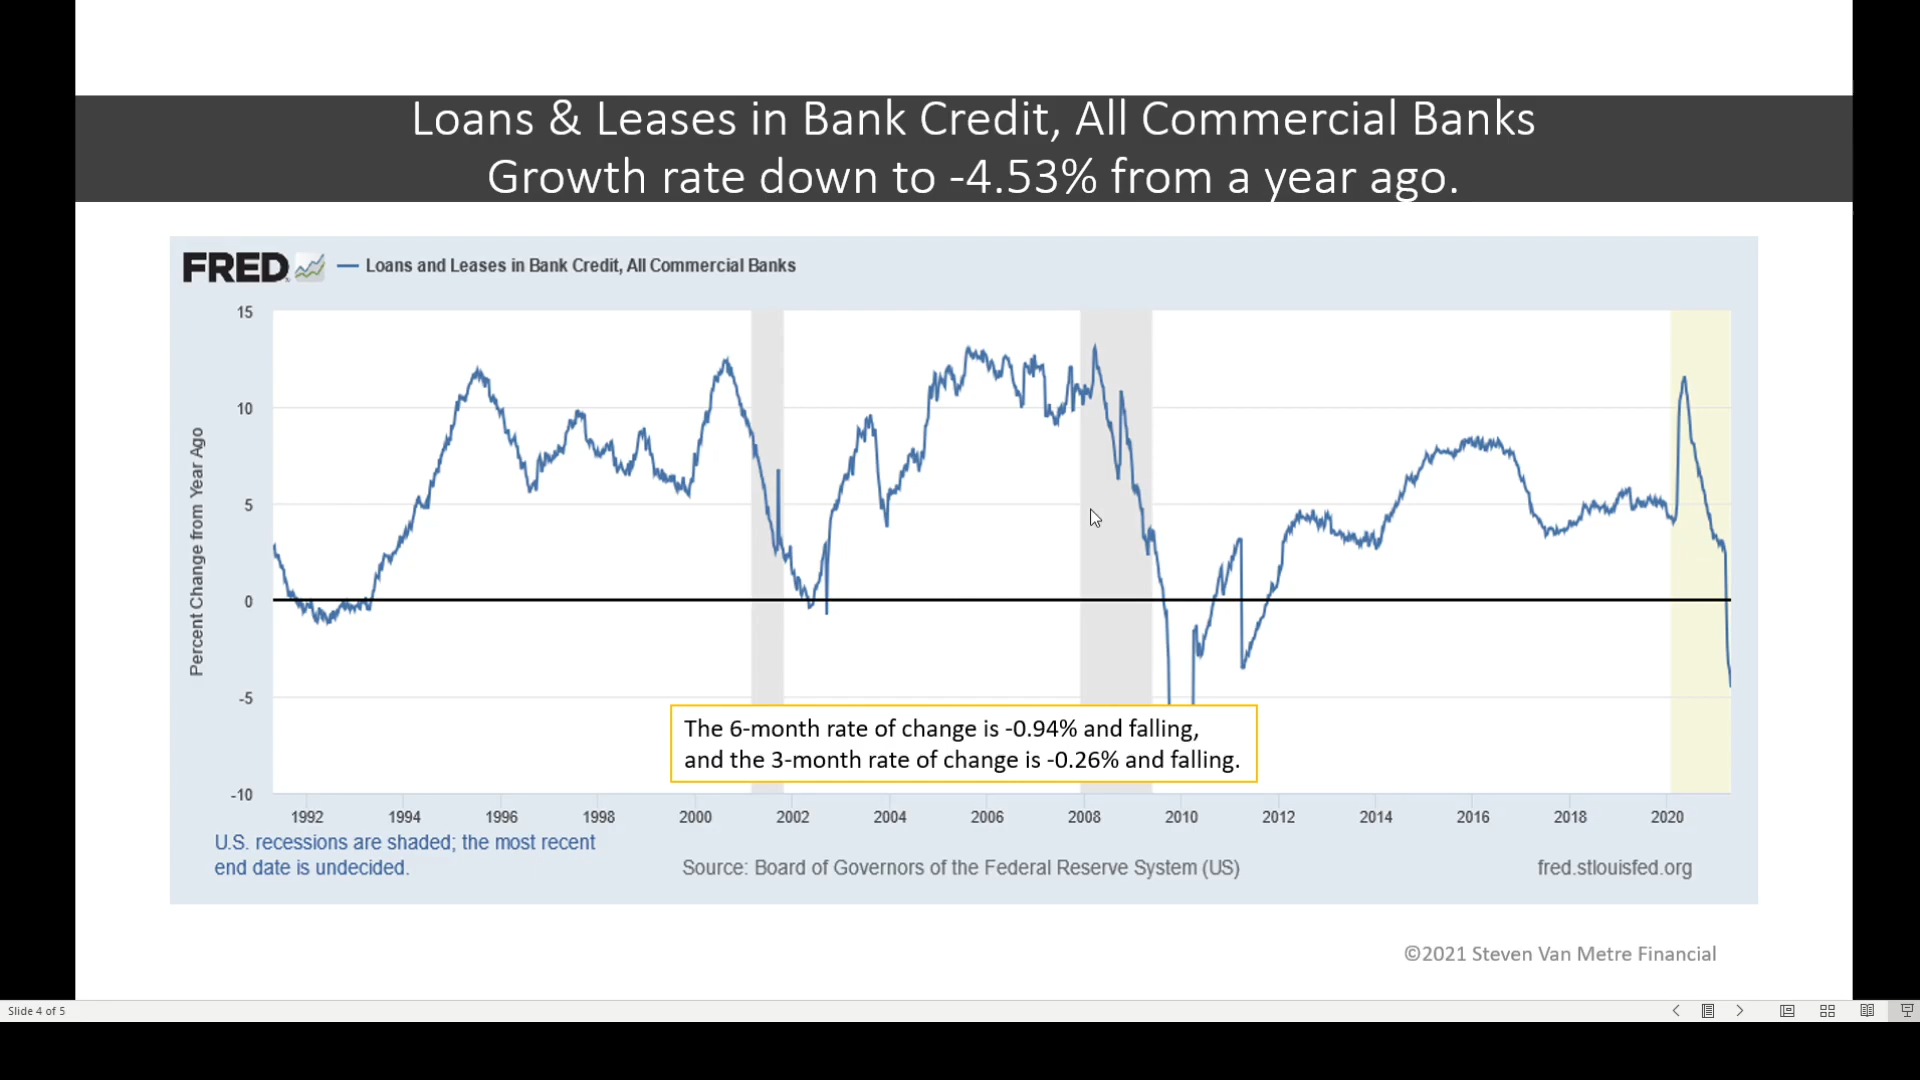 Loans & Leases in Bank Credit, All Commercial Banks
Growth rate down to -4.53% from a year ago.
FRED
Loans and Leases in Bank Credit, All Commercial Banks
Percent Change from Year Ago
15
10
5
0
-5
-10
The 6-month rate of change is -0.94% and falling,
and the 3-month rate of change is -0.26% and falling.
1992 1994 1996 1998 2000 2002 2004 2006 2008 2010 2012 2014 2016 2018 2020
U.S. recessions are shaded; the most recent
end date is undecided.
Source: Board of Governors of the Federal Reserve System (US)
fred.stlouisfed.org
©2021 Steven Van Metre Financial
Slide 4 of 5